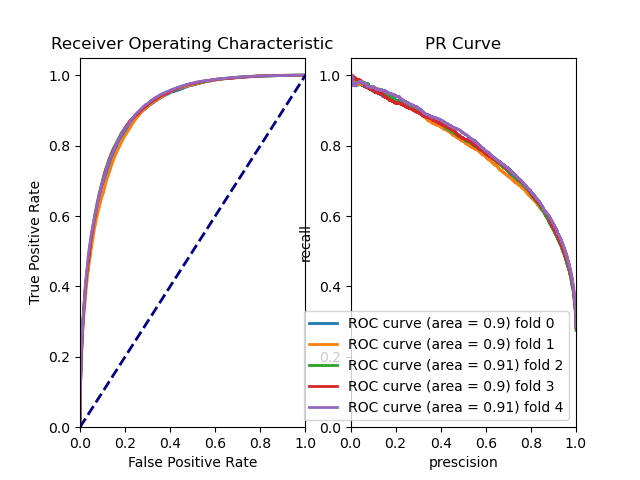 Receiver Operating Characteristic
1.0
0.8
0.6
0.4
0.2
0.0
True Positive Rate
0.0 0.2 0.4 0.6 0.8 1.0
False Positive Rate
PR Curve
1.0
0.8
0.6
0.4
0.2
0.0
recall
0.0 0.2 0.4 0.6 0.8 1.0
prescision
ROC curve (area = 0.9) fold 0
ROC curve (area = 0.9) fold 1
ROC curve (area = 0.91) fold 2
ROC curve (area = 0.9) fold 3
ROC curve (area = 0.91) fold 4